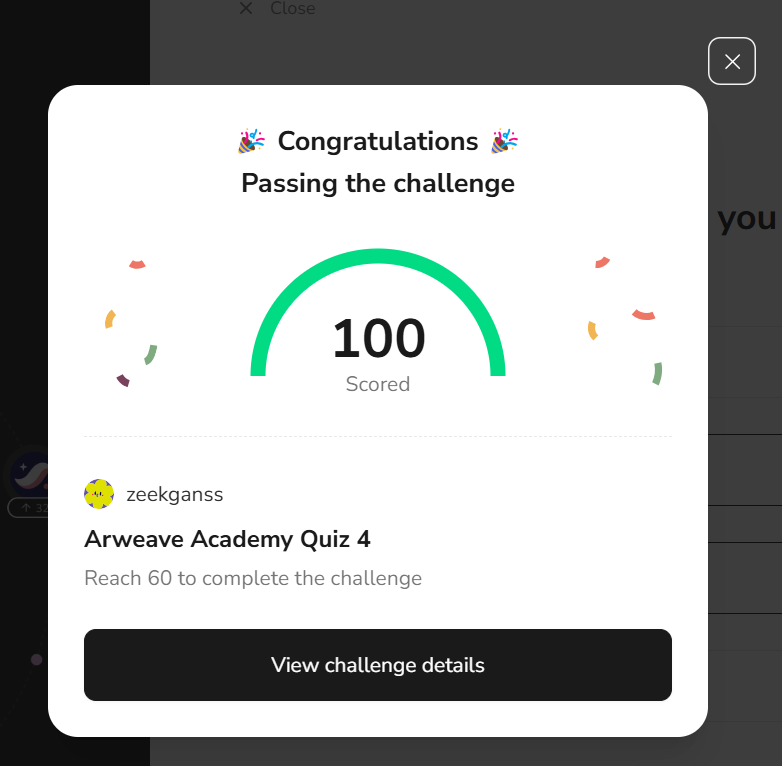 Close
you
🎉 Congratulations 🎉
Passing the challenge
100
Scored
32
zeekganss
Arweave Academy Quiz 4
Reach 60 to complete the challenge
View challenge details